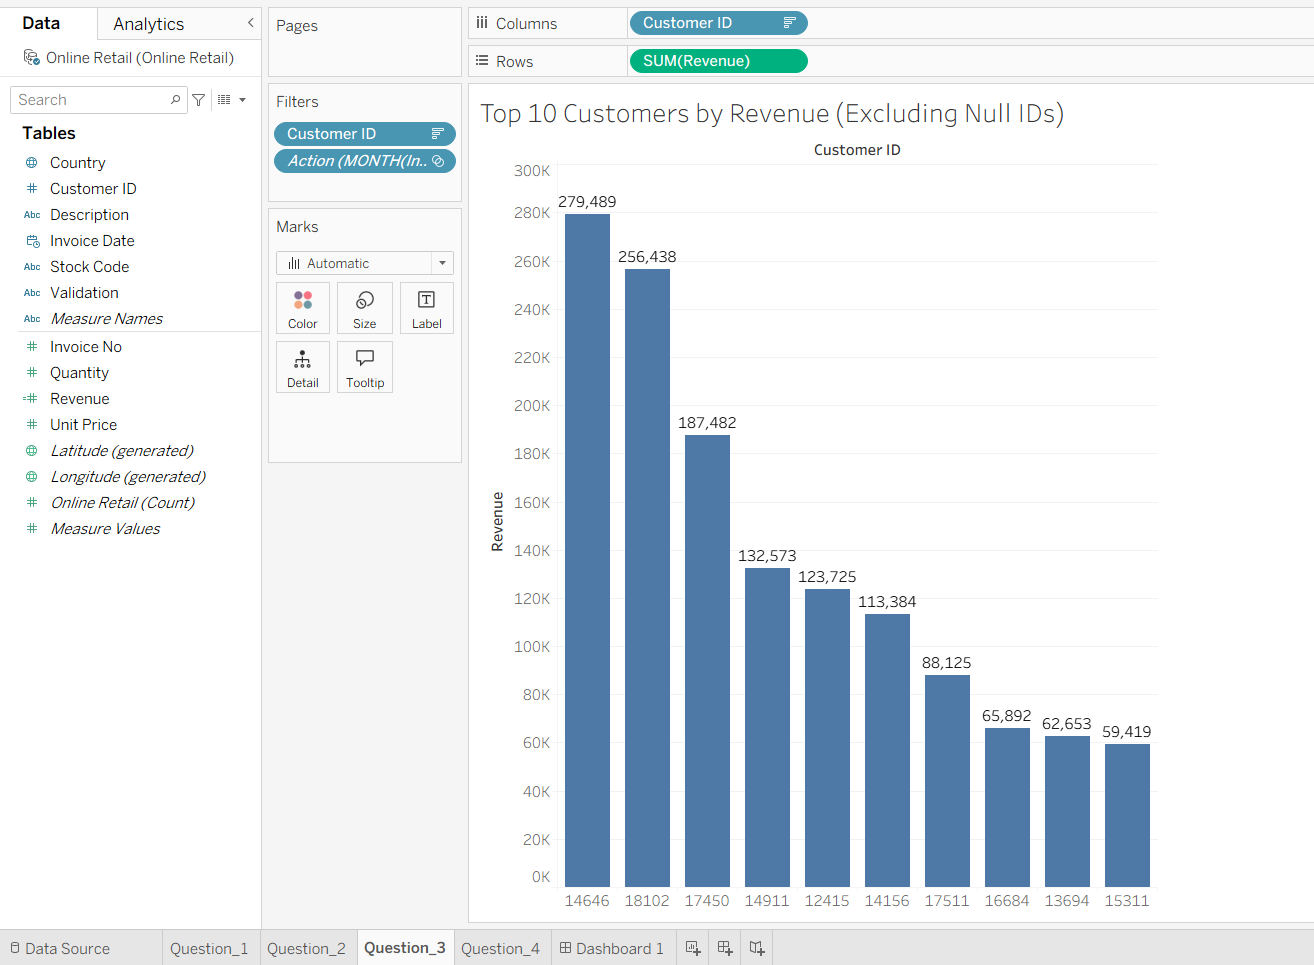 Data
Analytics
Online Retail (Online Retail)
Search
Tables
Country
Customer ID
Abc Description
Invoice Date
Abc Stock Code
Abc Validation
Abc Measure Names
Invoice No
Quantity
Revenue
Unit Price
Latitude (generated)
Longitude (generated)
Online Retail (Count)
Measure Values
Pages
Filters
Customer ID
Action (MONTH(In..
Marks
Automatic
Color Size Label
Detail Tooltip
Columns Customer ID
Rows SUM(Revenue)
Top 10 Customers by Revenue (Excluding Null IDs)
Customer ID
Revenue
300K
280K
260K
240K
220K
200K
180K
160K
140K
120K
100K
80K
60K
40K
20K
0K
279,489
256,438
187,482
132,573
123,725
113,384
88,125
65,892
62,653
59,419
14646 18102 17450 14911 12415 14156 17511 16684 13694 15311
Data Source Question_1 Question_2 Question_3 Question_4 Dashboard 1